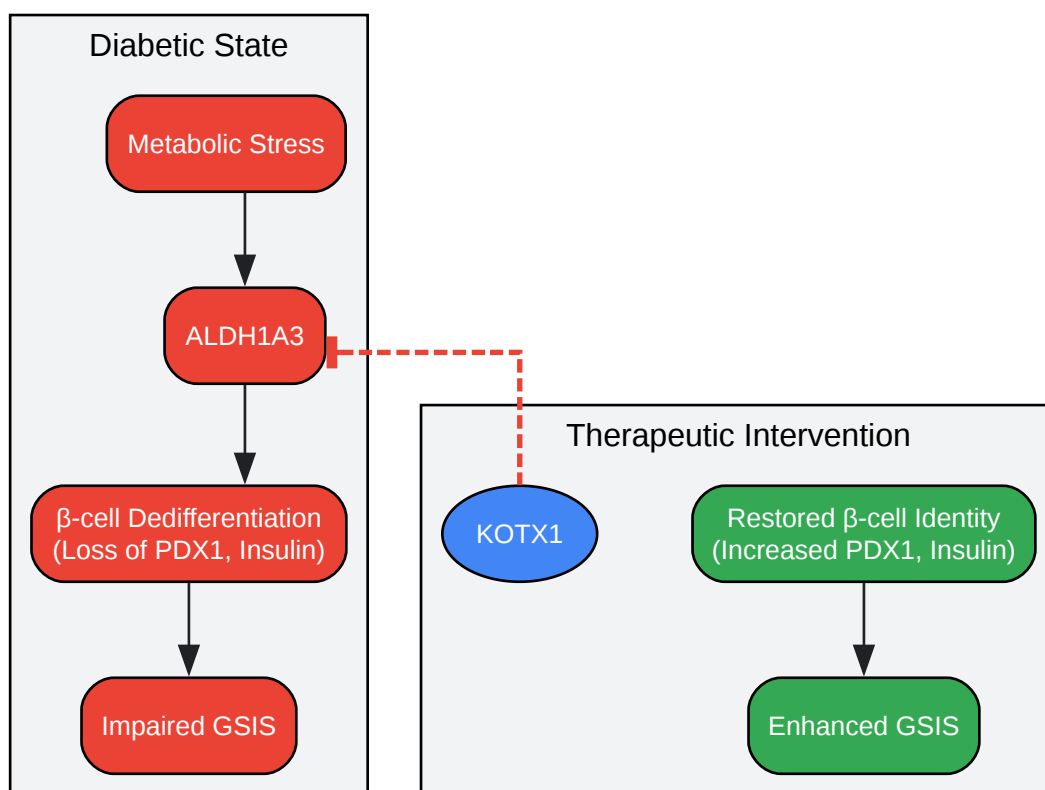 Diabetic State
Metabolic Stress
ALDH1A3
β-cell Dedifferentiation
(Loss of PDX1, Insulin)
Impaired GSIS
Therapeutic Intervention
KOTX1
Restored β-cell Identity
(Increased PDX1, Insulin)
Enhanced GSIS